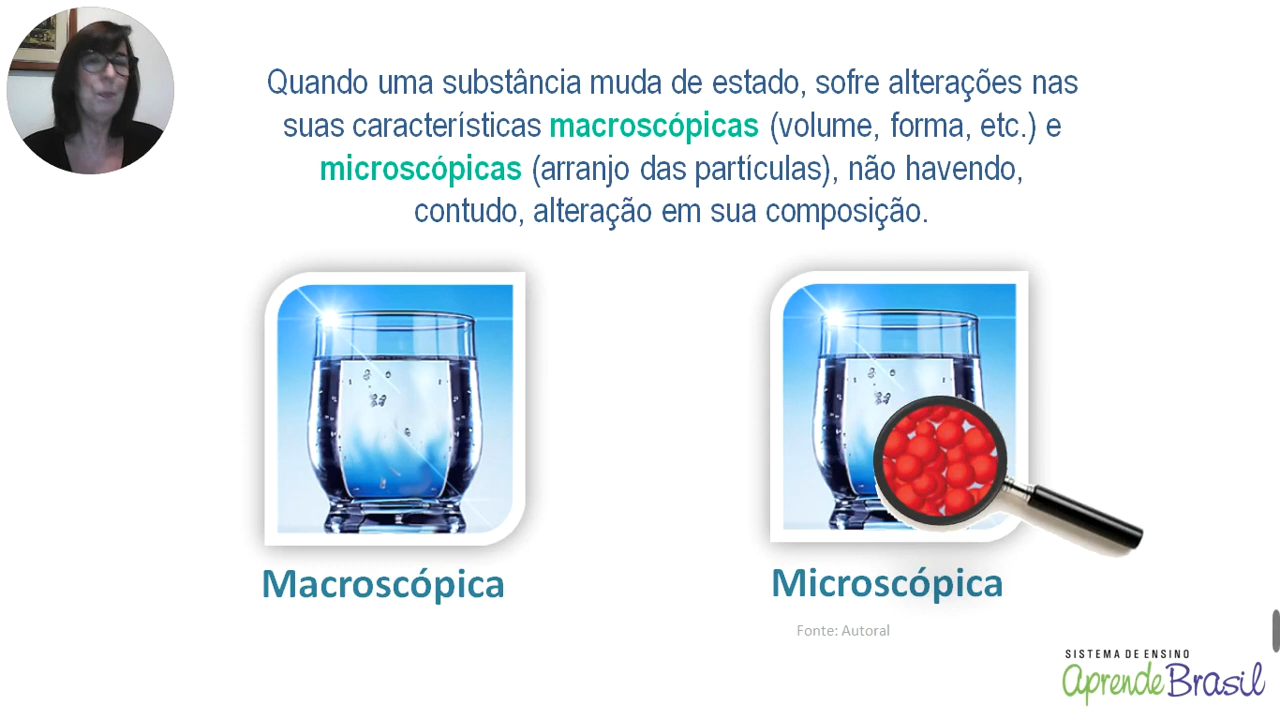 Quando uma substância muda de estado, sofre alterações nas
suas características macroscópicas (volume, forma, etc.) e
microscópicas (arranjo das partículas), não havendo,
contudo, alteração em sua composição.
Macroscópica
Microscópica
Fonte: Autoral
SISTEMA DE ENSINO
aprende Brasil